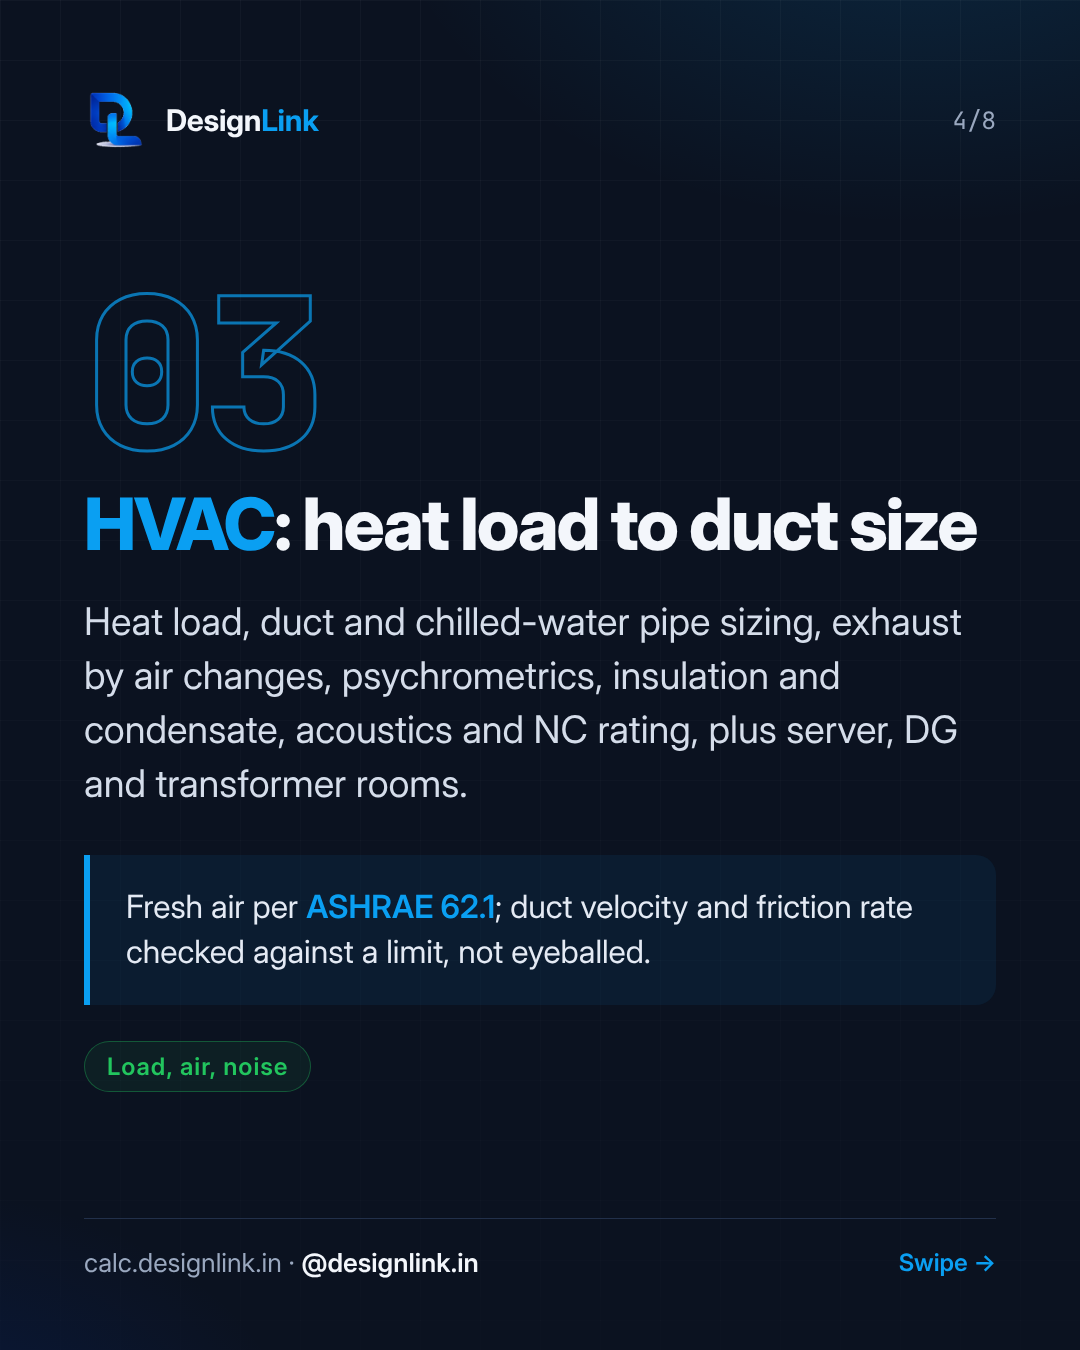 DesignLink
4/8
03
HVAC: heat load to duct size
Heat load, duct and chilled-water pipe sizing, exhaust
by air changes, psychrometrics, insulation and
condensate, acoustics and NC rating, plus server, DG
and transformer rooms.
Fresh air per ASHRAE 62.1; duct velocity and friction rate
checked against a limit, not eyeballed.
Load, air, noise
calc.designlink.in · @designlink.in
Swipe →